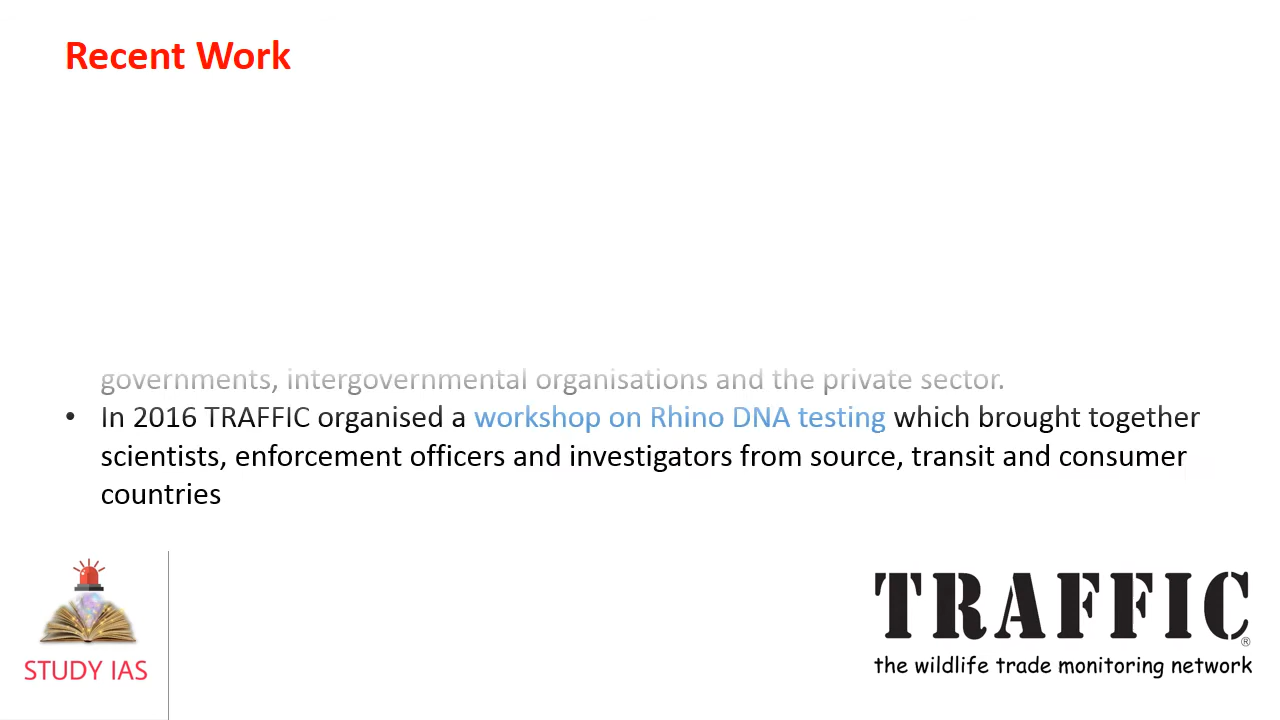 Recent Work
governments, intergovernmental organisations and the private sector.
• In 2016 TRAFFIC organised a workshop on Rhino DNA testing which brought together
scientists, enforcement officers and investigators from source, transit and consumer
countries
STUDY IAS
TRAFFIC®
the wildlife trade monitoring network